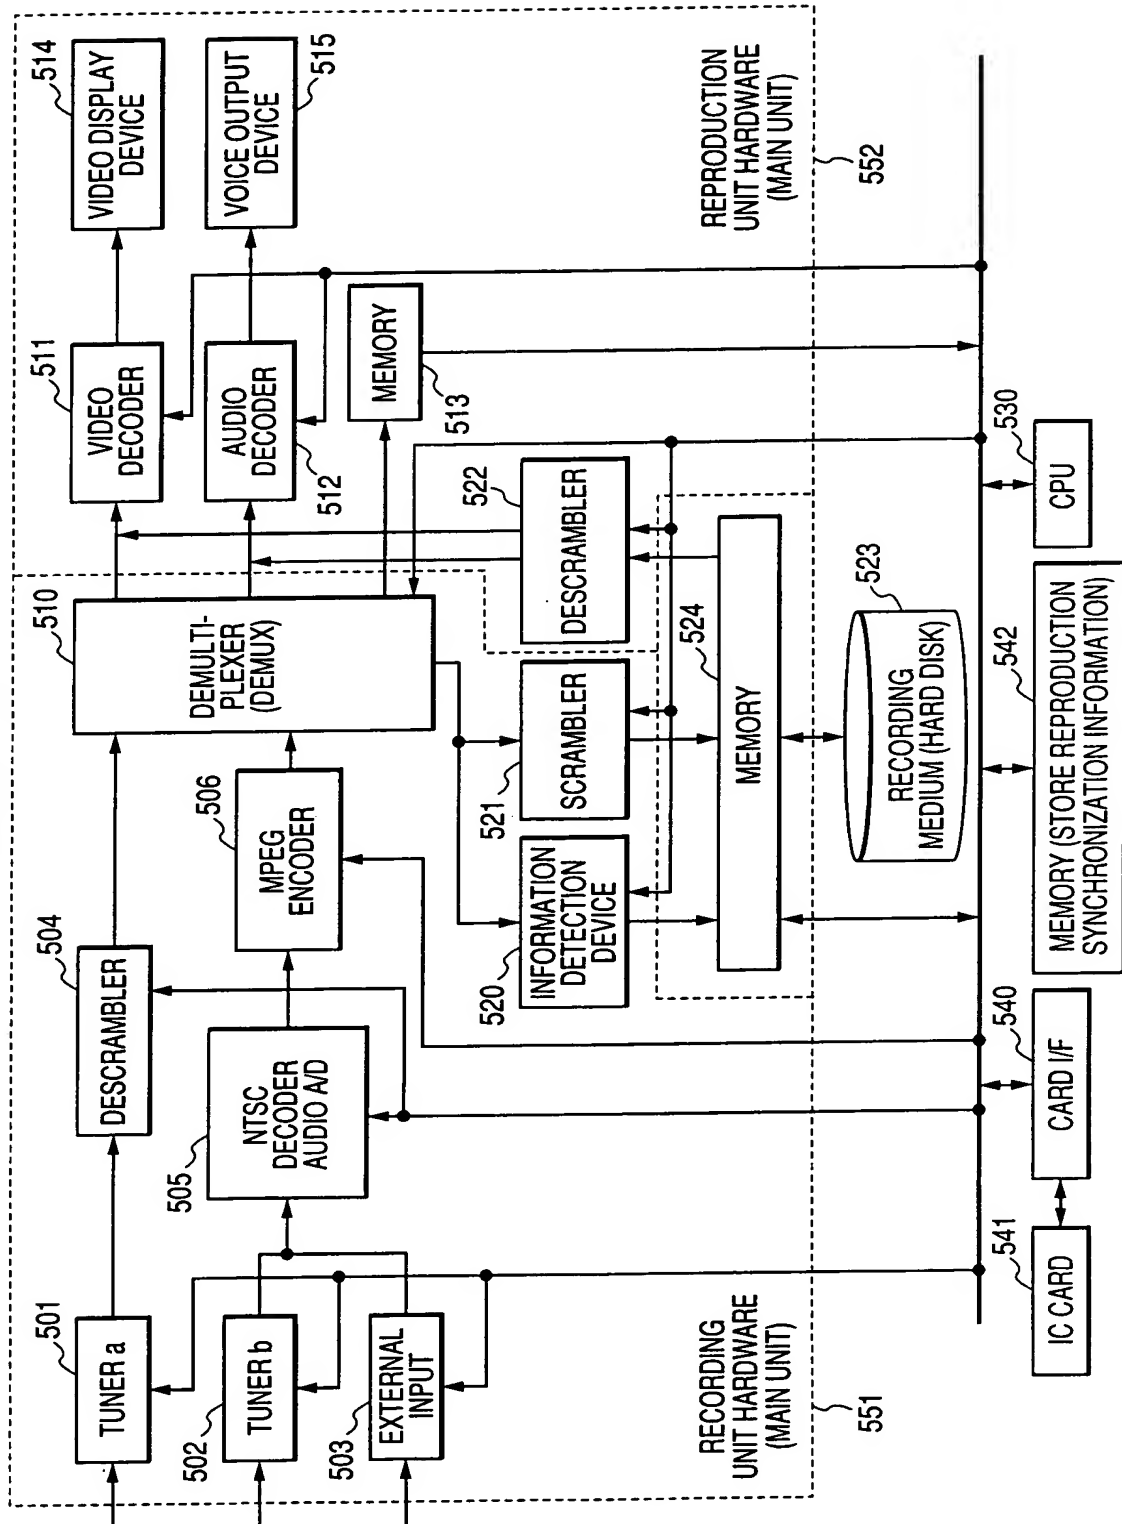 501
TUNER a
502
TUNER b
503
EXTERNAL
INPUT
504
DESCRAMBLER
505
NTSC
DECODER
AUDIO A/D
506
MPEG
ENCODER
510
DEMULTI-
PLEXER
(DEMUX)
511
VIDEO
DECODER
512
AUDIO
DECODER
513
MEMORY
514
VIDEO DISPLAY
DEVICE
515
VOICE OUTPUT
DEVICE
520
INFORMATION
DETECTION
DEVICE
521
SCRAMBLER
522
DESCRAMBLER
524
MEMORY
523
RECORDING
MEDIUM (HARD DISK)
RECORDING
UNIT HARDWARE
(MAIN UNIT)
551
REPRODUCTION
UNIT HARDWARE
(MAIN UNIT)
552
541
IC CARD
540
CARD I/F
542
MEMORY (STORE REPRODUCTION
SYNCHRONIZATION INFORMATION)
530
CPU